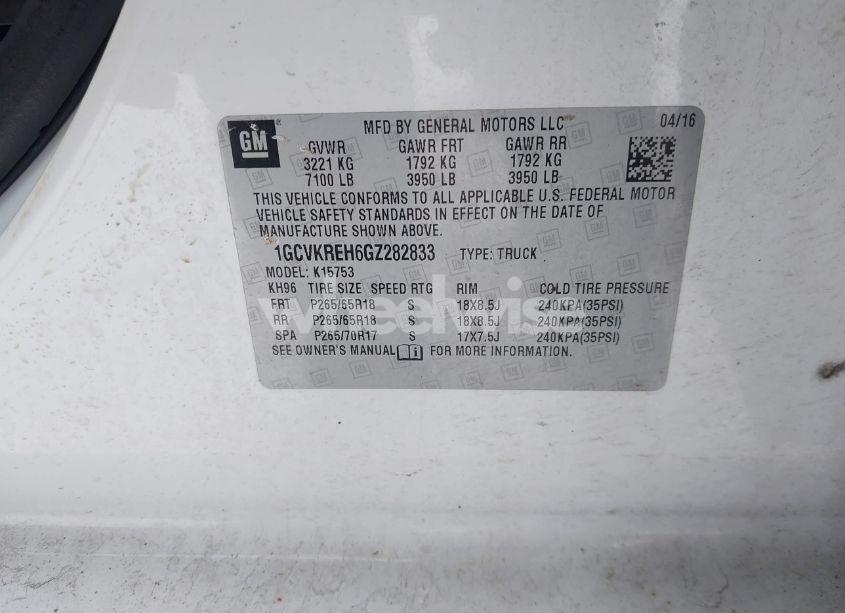 GM
MFD BY GENERAL MOTORS LLC 04/16
GVWR GAWR FRT GAWR RR
3221 KG 1792 KG 1792 KG
7100 LB 3950 LB 3950 LB
THIS VEHICLE CONFORMS TO ALL APPLICABLE U.S. FEDERAL MOTOR
VEHICLE SAFETY STANDARDS IN EFFECT ON THE DATE OF
MANUFACTURE SHOWN ABOVE.
1GCVKREH6GZ282833 TYPE: TRUCK
MODEL: K15753
KH96 TIRE SIZE SPEED RTG RIM COLD TIRE PRESSURE
FRT P265/65R18 S 18X8.5J 240KPA(35PSI)
RR P265/65R18 S 18X8.5J 240KPA(35PSI)
SPA P265/70R17 S 17X7.5J 240KPA(35PSI)
SEE OWNER'S MANUAL FOR MORE INFORMATION.
wheelwise